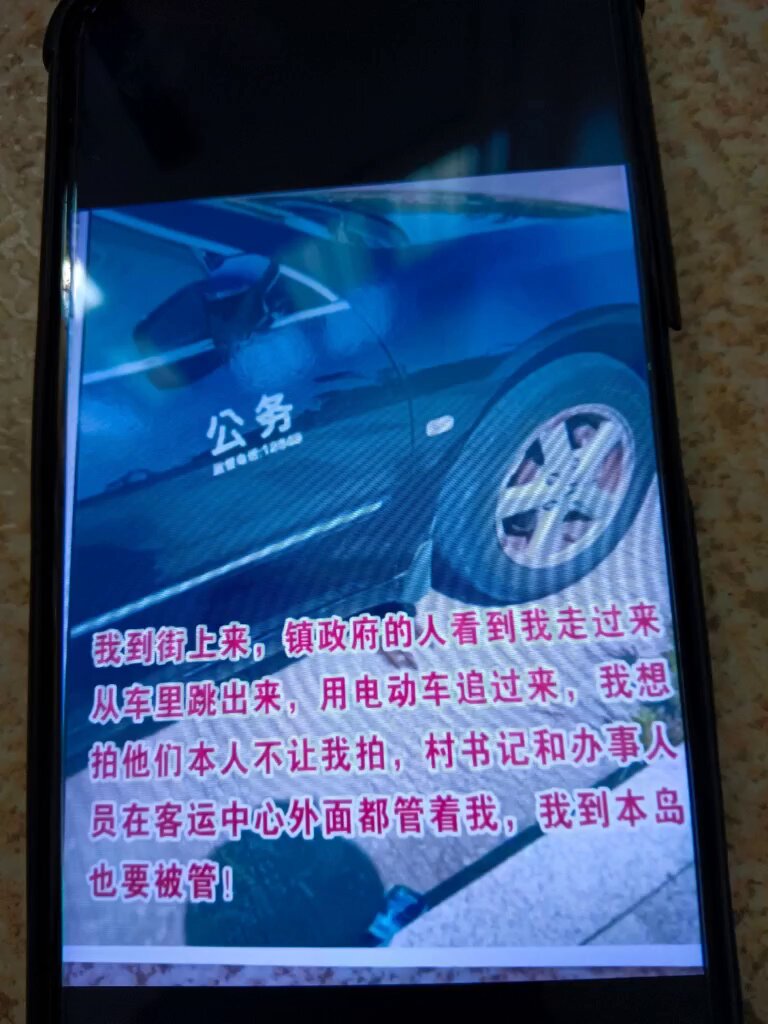 公务
监督电话:12345
我到街上来，镇政府的人看到我走过来
从车里跳出来，用电动车追过来，我想
拍他们本人不让我拍，村书记和办事人
员在客运中心外面都管着我，我到本岛
也要被管！